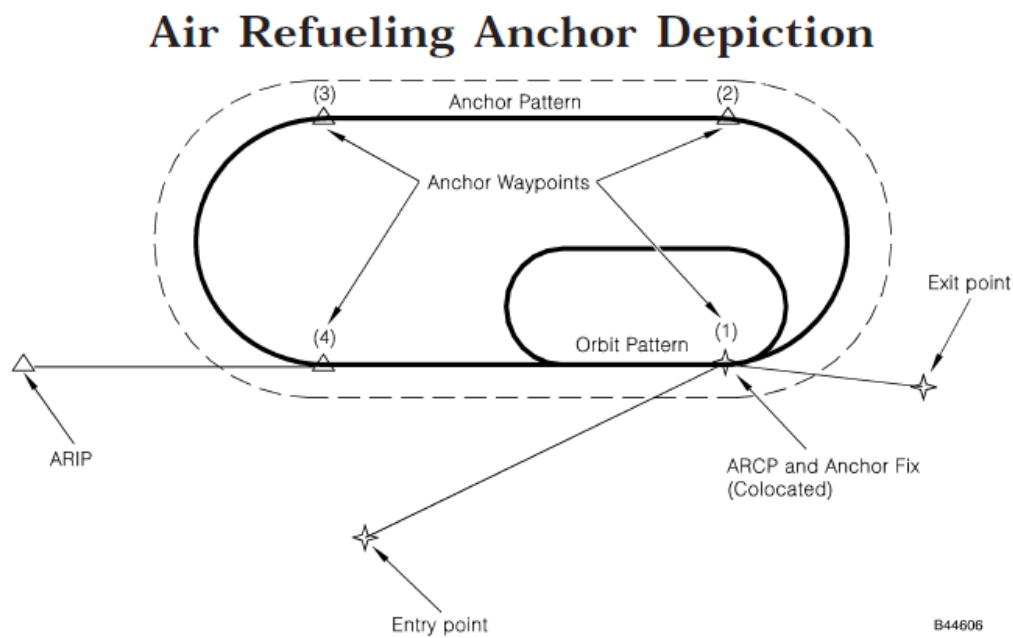 Air Refueling Anchor Depiction
(3)
Anchor Pattern
(2)
Anchor Waypoints
Exit point
(4)
Orbit Pattern
(1)
ARIP
ARCP and Anchor Fix
(Colocated)
Entry point
B44606